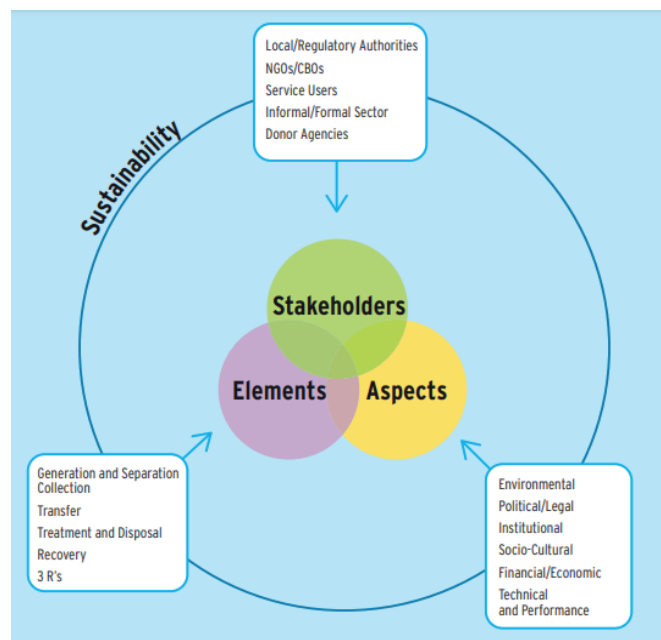 Local/Regulatory Authorities
NGOs/CBOs
Service Users
Informal/Formal Sector
Donor Agencies
Sustainability
Stakeholders
Elements
Aspects
Generation and Separation
Collection
Transfer
Treatment and Disposal
Recovery
3 R's
Environmental
Political/Legal
Institutional
Socio-Cultural
Financial/Economic
Technical
and Performance